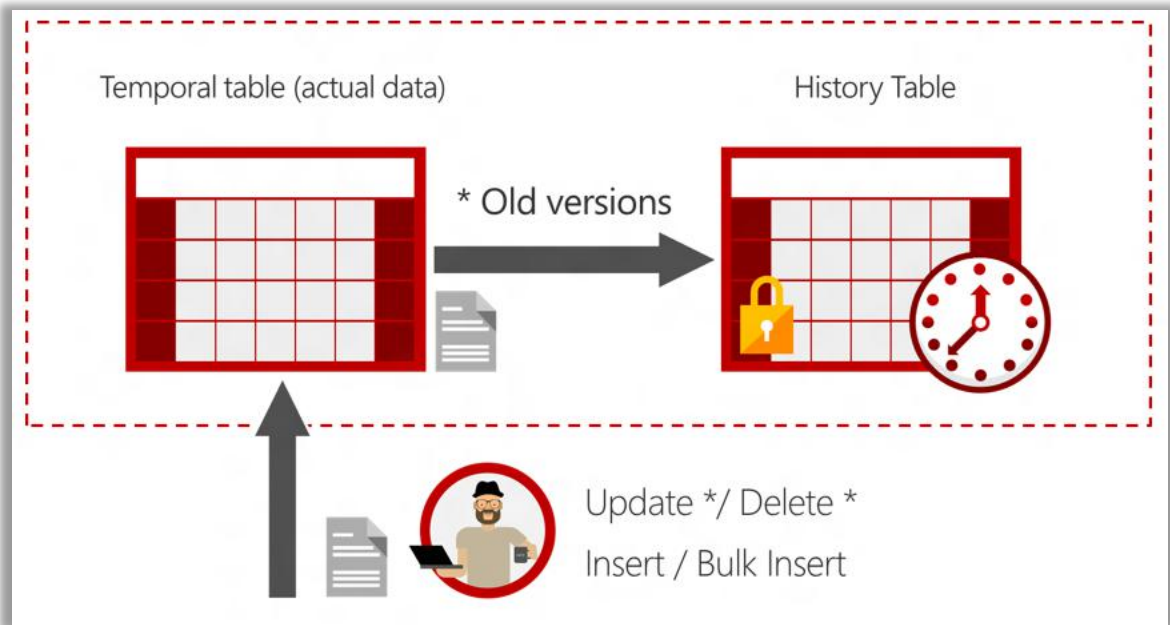 Temporal table (actual data)
History Table
* Old versions
Update */ Delete *
Insert / Bulk Insert